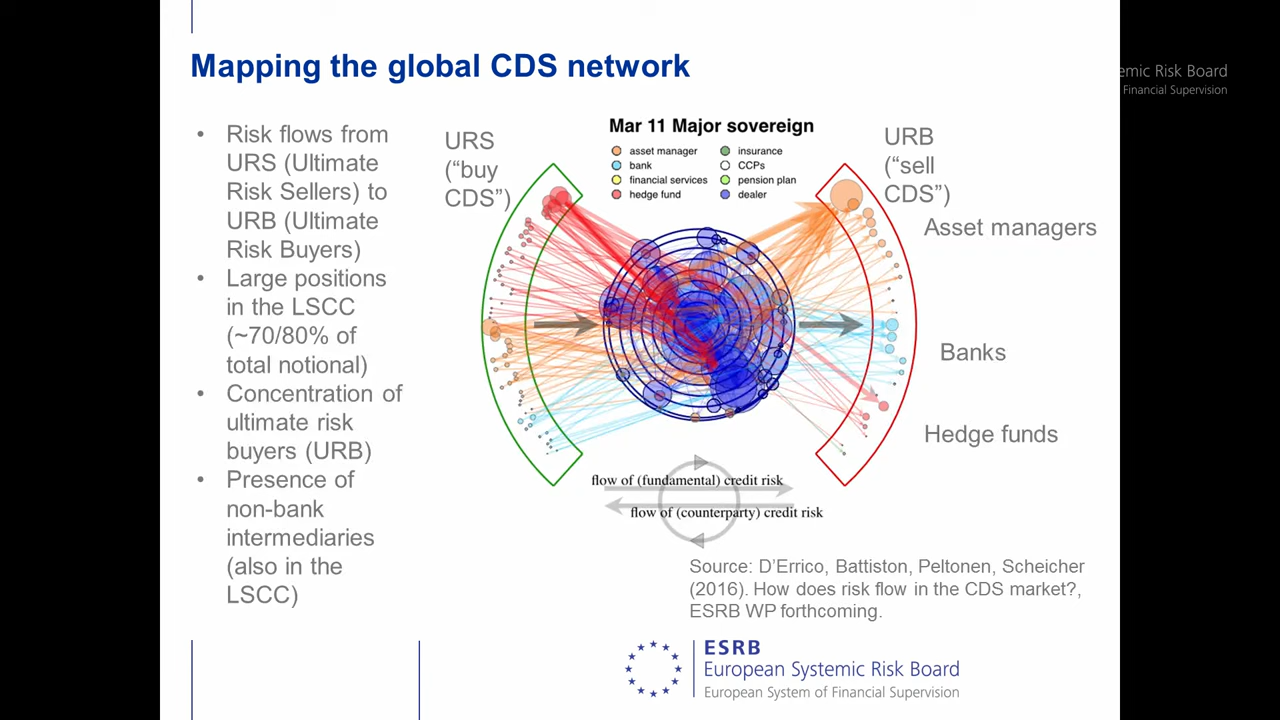 Mapping the global CDS network
emic Risk Board
Financial Supervision
• Risk flows from
URS (Ultimate
Risk Sellers) to
URB (Ultimate
Risk Buyers)
• Large positions
in the LSCC
(~70/80% of
total notional)
• Concentration of
ultimate risk
buyers (URB)
• Presence of
non-bank
intermediaries
(also in the
LSCC)
URS
(“buy
CDS”)
Mar 11 Major sovereign
asset manager
bank
financial services
hedge fund
insurance
CCPs
pension plan
dealer
URB
(“sell
CDS”)
Asset managers
Banks
Hedge funds
flow of (fundamental) credit risk
flow of (counterparty) credit risk
Source: D’Errico, Battiston, Peltonen, Scheicher
(2016). How does risk flow in the CDS market?,
ESRB WP forthcoming.
ESRB
European Systemic Risk Board
European System of Financial Supervision